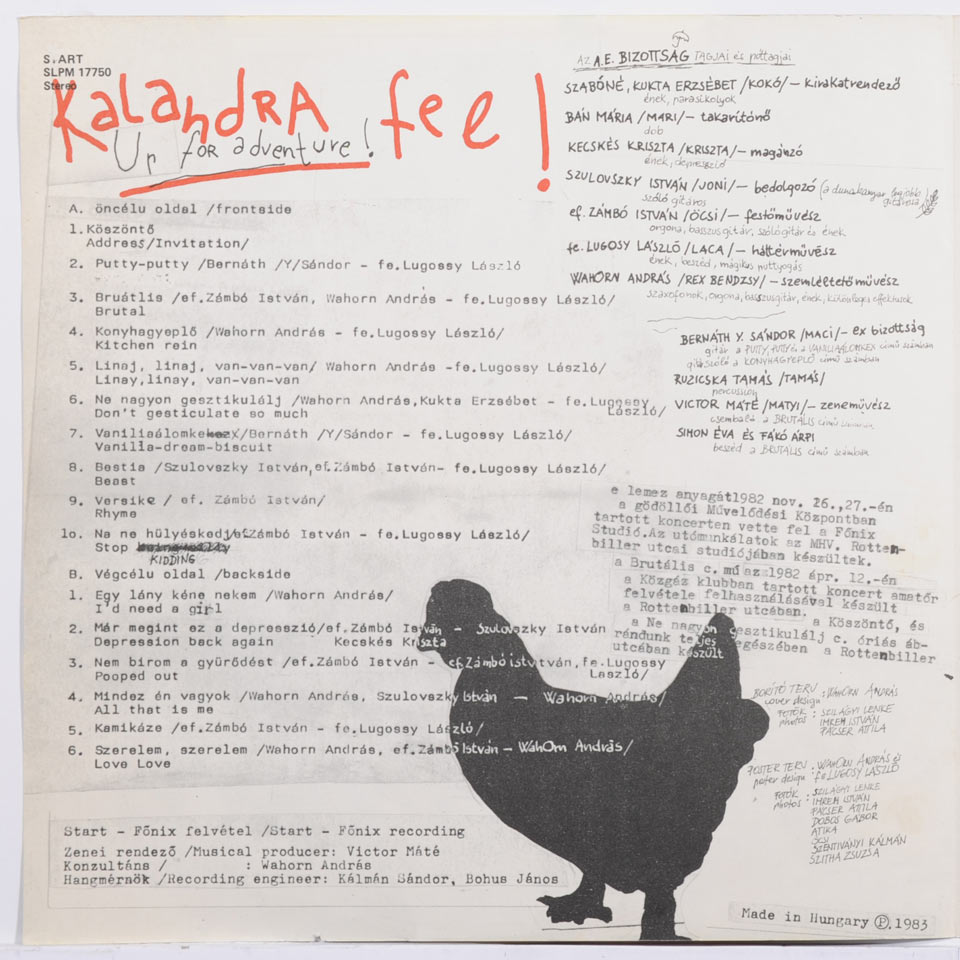 S.ART
SLPM 17750
Stereo
Kalandra fel!
Up for adventure!
A. öncélu oldal /frontside
1. Köszöntő
Address/Invitation/
2. Putty-putty /Bernáth /Y/Sándor - fe.Lugossy László
3. Bruátlis /ef.Zámbó István, Wahorn András - fe.Lugossy László/
Brutal
4. Konyhagyeplő /Wahorn András - fe.Lugossy László/
Kitchen rein
5. Linaj, linaj, van-van-van/ Wahorn András -fe.Lugossy László/
Linay,linay, van-van-van
6. Ne nagyon gesztikulálj /Wahorn András,Kukta Erzsébet - fe.Lugossy László/
Don't gesticulate so much
7. Vaniliaálomkeksz/Bernáth /Y/Sándor - fe.Lugossy László/
Vanilla-dream-biscuit
8. Bestia /Szulovszky István,ef.Zámbó István- fe.Lugossy László/
Beast
9. Versike / ef. Zámbó István/
Rhyme
1o. Na ne hülyéskedj/ef.Zámbó István - fe.Lugossy László/
Stop
KIDDING
B. Végcélu oldal /backside
1. Egy lány kéne nekem /Wahorn András/
I'd need a girl
2. Már megint ez a depresszió/ef.Zámbó István - Szulovszky István
Depression back again Kecskés Kriszta
3. Nem birom a gyürődést /ef.Zámbó István - ef.Zámbó István,fe.Lugossy
Pooped out László/
4. Mindez én vagyok /Wahorn András, Szulovszky István - Wahorn András/
All that is me
5. Kamikáze /ef.Zámbó István - fe.Lugossy László/
6. Szerelem, szerelem /Wahorn András, ef.Zámbó István - Wahorn András/
Love Love
Start - Főnix felvétel /Start - Főnix recording
Zenei rendező /Musical producer: Victor Máté
Konzultáns / : Wahorn András
Hangmérnök /Recording engineer: Kálmán Sándor, Bohus János
AZ A.E. BIZOTTSÁG TAGJAI és póttagjai
SZABÓNÉ, KUKTA ERZSÉBET /KOKÓ/ - kirakatrendező
ének, parasikolyok
BÁN MÁRIA /MARI/ - takarítónő
dob
KECSKÉS KRISZTA /KRISZTA/ - magánzó
ének, depresszió
SZULOVSZKY ISTVÁN /JONI/ - bedolgozó (a dunakanyar legjobb gitárosa)
szóló gitáros
ef. ZÁMBÓ ISTVÁN /ÖCSI/ - festőművész
orgona, basszusgitár, szólógitár és ének
fe. LUGOSY LÁSZLÓ /LACA/ - háttérművész
ének, beszéd, mágikus puttyogás
WAHORN ANDRÁS /REX BENDZSY/ - szemléltetőművész
szaxofonok, orgona, basszusgitár, ének, különleges effektusok
BERNÁTH Y. SÁNDOR /MACI/ - ex bizottság
gitár a PUTTY, PUTTY és a VANILIAÁLOMKEX című számban
gitárszóló a KONYHAGYEPLŐ című számban
RUZICSKA TAMÁS /TAMÁS/
percussion
VICTOR MÁTÉ /MATYI/ - zeneművész
csembaló a BRUTÁLIS című számban
SIMON ÉVA ÉS FÁKÓ ÁRPI
beszéd a BRUTÁLIS című számban
e lemez anyagát1982 nov. 26.,27.-én
a gödöllői Művelődési Központban
tartott koncerten vette fel a Főnix
Studió.Az utómunkálatok az MHV. Rotten-
biller utcai studiójában készültek.
a Brutális c. mű az 1982 ápr. 12.-én
a Közgáz klubban tartott koncert amatőr
felvétele felhasználásával készült
a Rottenbiller utcában. a Köszöntő, és
a Ne nagyon gesztikulálj c. óriás áb-
rándunk teljes egészében a Rottenbiller
utcában készült
BORÍTÓ TERV : WAHORN ANDRÁS
cover design
FOTÓK : SZILÁGYI LENKE
photos IMREM ISTVÁN
PÁCSER ATTILA
POSTER TERV : WAHORN ANDRÁS és
poster design : fe LUGOSY LÁSZLÓ
FOTÓK : SZILÁGYI LENKE
photos : IHREM ISTVÁN
PÁCSER ATTILA
DOBOS GÁBOR
ATIKA
ÖCSI
SZENTIVÁNYI KÁLMÁN
SZITHA ZSUZSA
Made in Hungary Ⓟ.1983